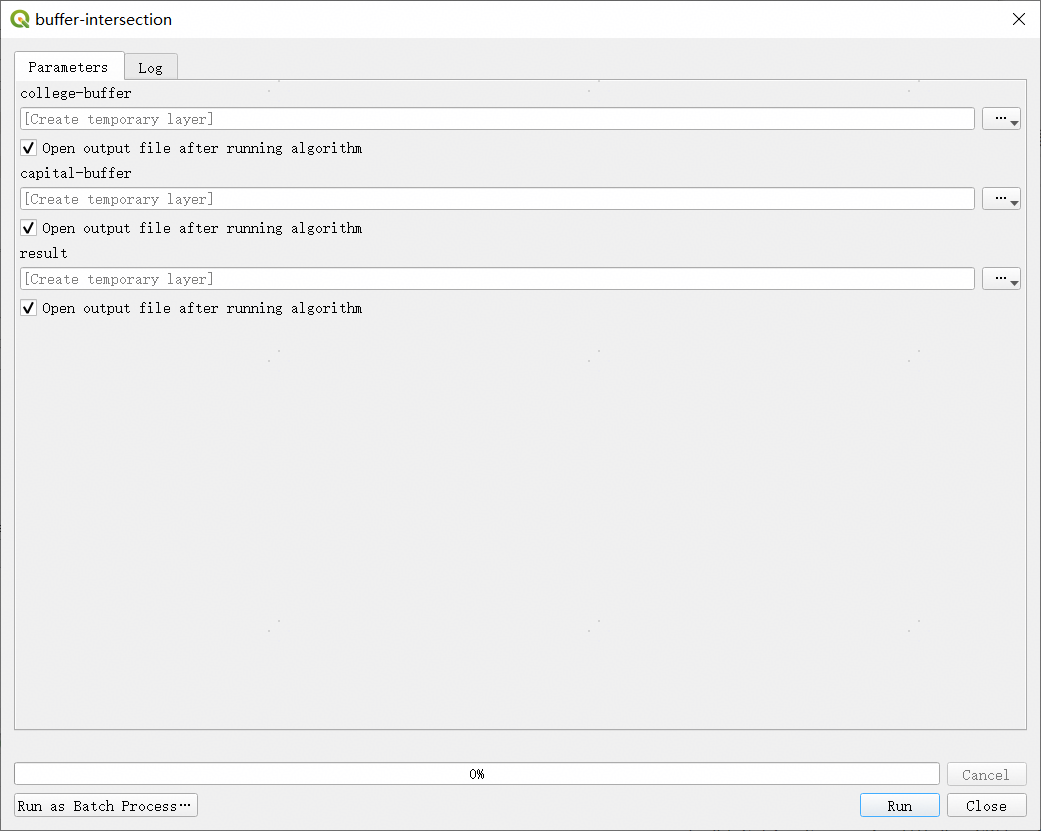 buffer-intersection
Parameters
Log
college-buffer
[Create temporary layer]
…
Open output file after running algorithm
capital-buffer
[Create temporary layer]
…
Open output file after running algorithm
result
[Create temporary layer]
…
Open output file after running algorithm
0%
Cancel
Run as Batch Process…
Run
Close